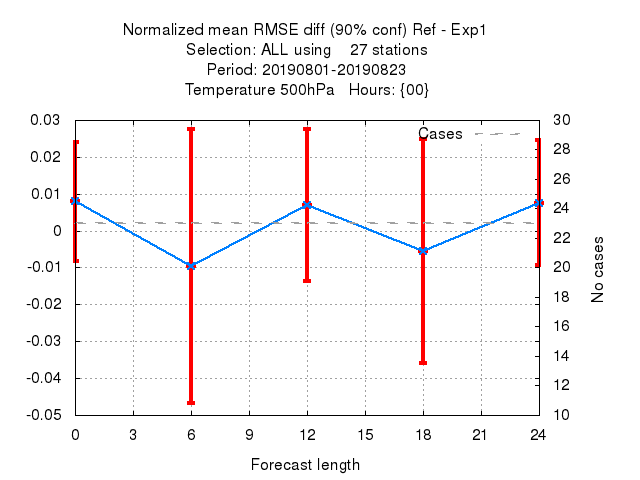 Normalized mean RMSE diff (90% conf) Ref - Exp1
Selection: ALL using    27 stations
Period: 20190801-20190823
Temperature 500hPa   Hours: {00}
Cases
0.03
0.02
0.01
0
-0.01
-0.02
-0.03
-0.04
-0.05
30
28
26
24
22
20
18
16
14
12
10
No cases
0 3 6 9 12 15 18 21 24
Forecast length